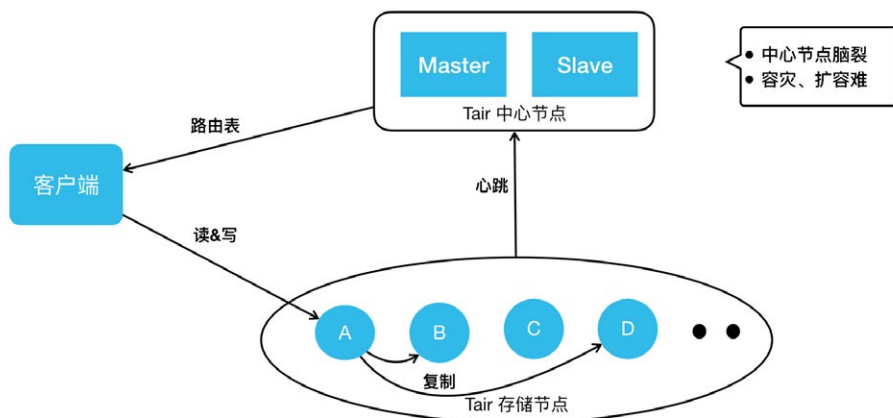 Master
Slave
Tair 中心节点
中心节点脑裂
容灾、扩容难
路由表
客户端
心跳
读&写
A
B
C
D
复制
Tair 存储节点